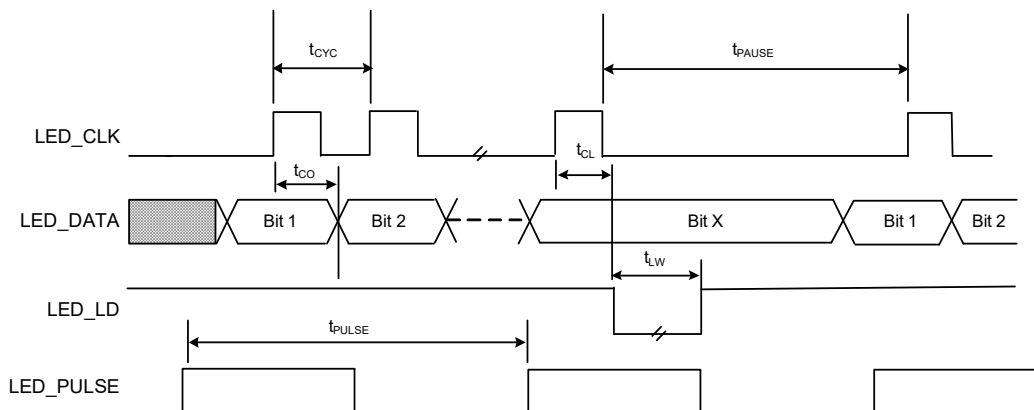 tCYC
tPAUSE
LED_CLK
tCL
tCO
LED_DATA
Bit 1
Bit 2
Bit X
Bit 1
Bit 2
tLW
LED_LD
tPULSE
LED_PULSE